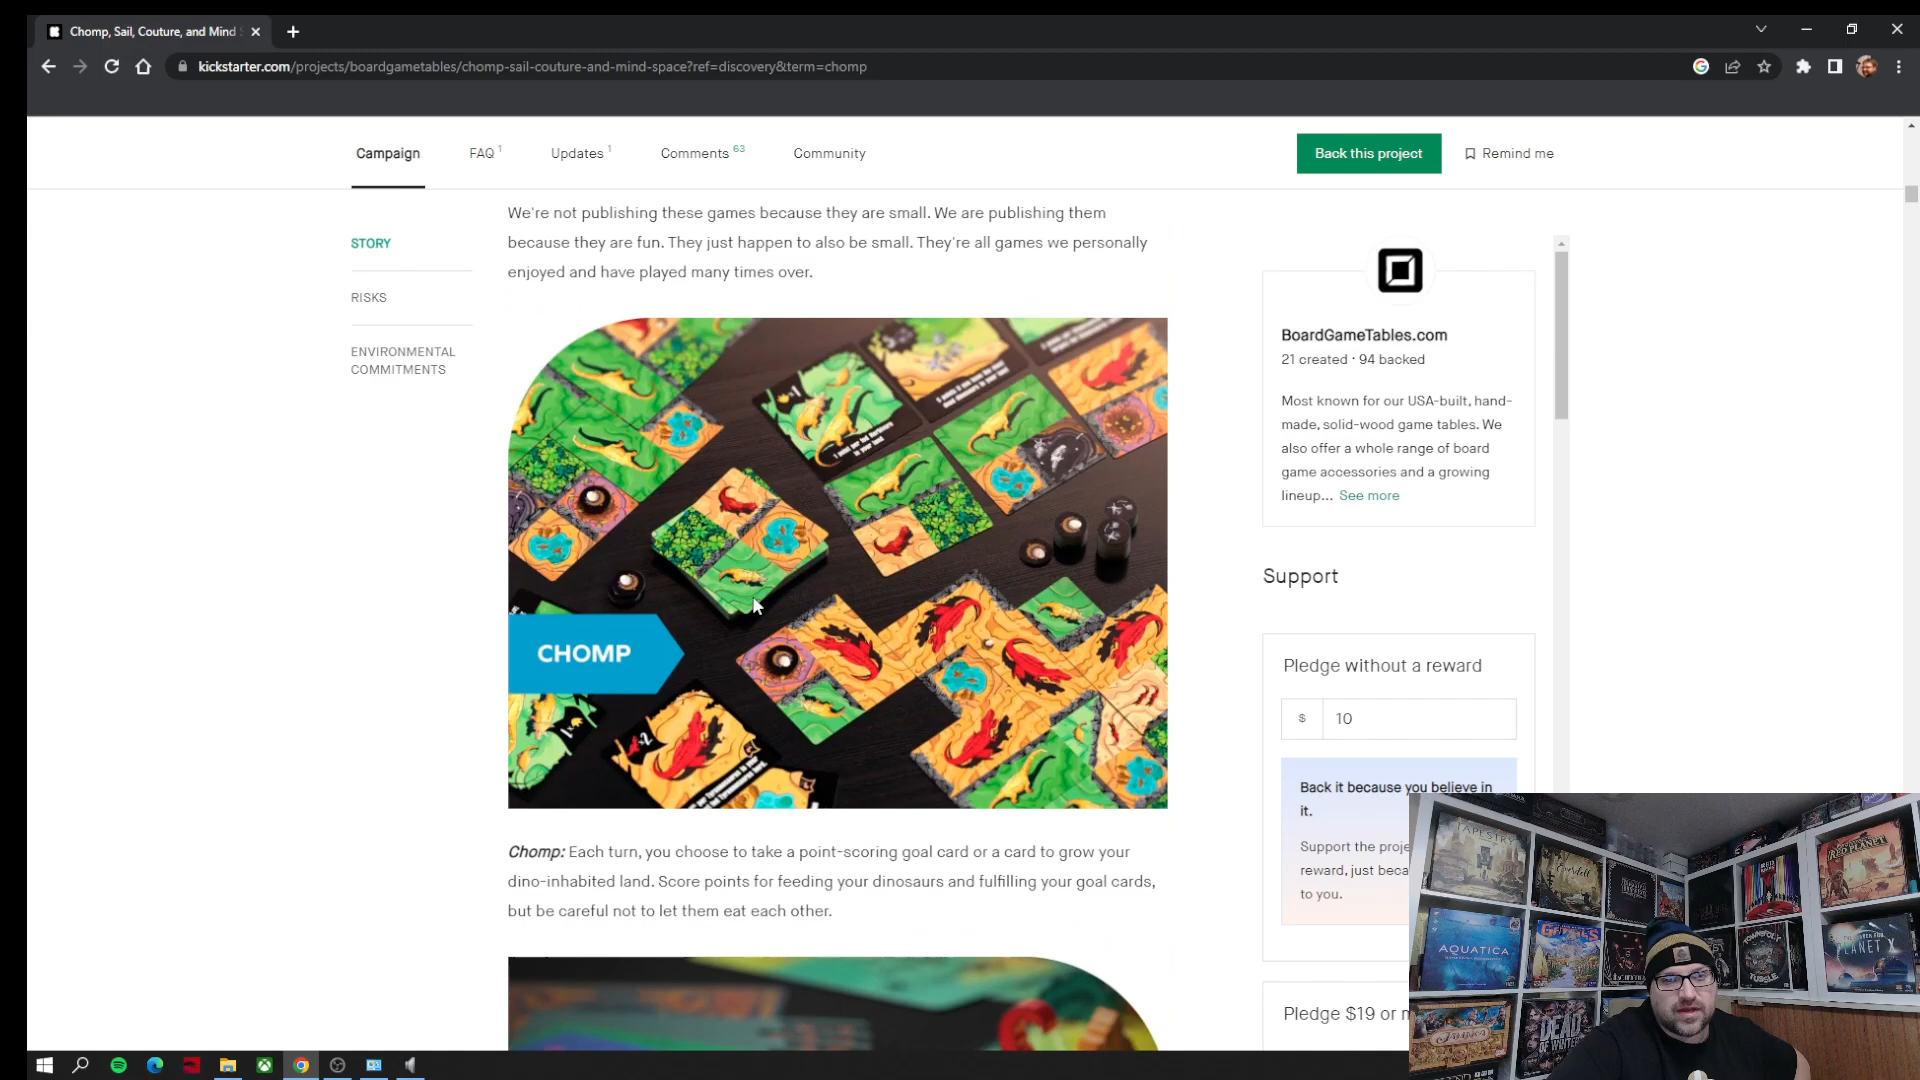 Chomp, Sail, Couture, and Mind
kickstarter.com/projects/boardgametables/chomp-sail-couture-and-mind-space?ref=discovery&term=chomp
Campaign
FAQ 1
Updates 1
Comments 63
Community
Back this project
Remind me
STORY
RISKS
ENVIRONMENTAL
COMMITMENTS
We're not publishing these games because they are small. We are publishing them
because they are fun. They just happen to also be small. They're all games we personally
enjoyed and have played many times over.
CHOMP
x2
Chomp: Each turn, you choose to take a point-scoring goal card or a card to grow your
dino-inhabited land. Score points for feeding your dinosaurs and fulfilling your goal cards,
but be careful not to let them eat each other.
BoardGameTables.com
21 created · 94 backed
Most known for our USA-built, hand-
made, solid-wood game tables. We
also offer a whole range of board
game accessories and a growing
lineup... See more
Support
Pledge without a reward
$ 10
Back it because you believe in
it.
Support the proje
reward, just beca
to you.
Pledge $19 or m
TAPESTRY
Everdell
RED PLANET
AQUATICA
PLANET X
DEAD
OF WINTER